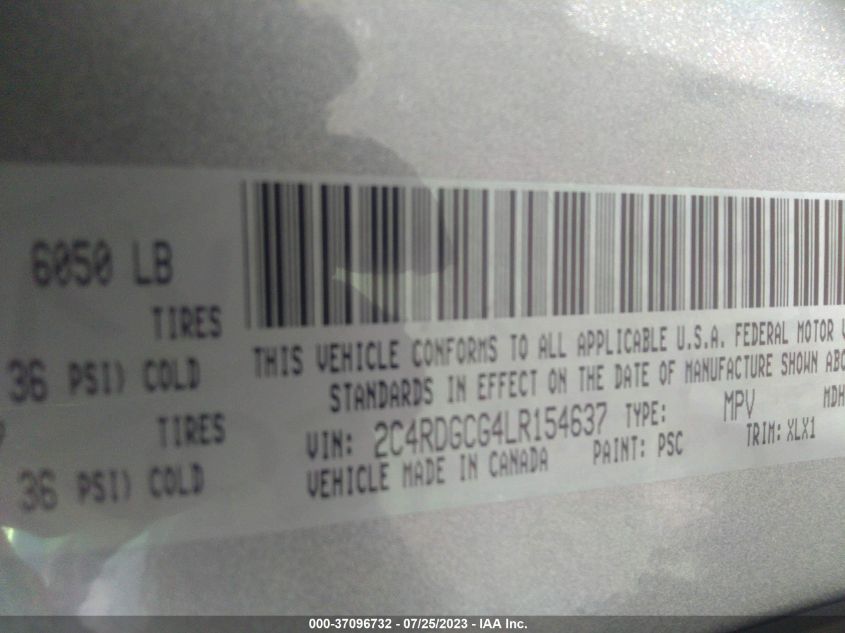 6050 LB
TIRES
36 PSI) COLD
TIRES
36 PSI) COLD
THIS VEHICLE CONFORMS TO ALL APPLICABLE U.S.A. FEDERAL MOTOR V
STANDARDS IN EFFECT ON THE DATE OF MANUFACTURE SHOWN ABO
VIN: 2C4RDGCG4LR154637 TYPE: MPV MDH
VEHICLE MADE IN CANADA PAINT: PSC TRIM: XLX1
000-37096732 - 07/25/2023 - IAA Inc.